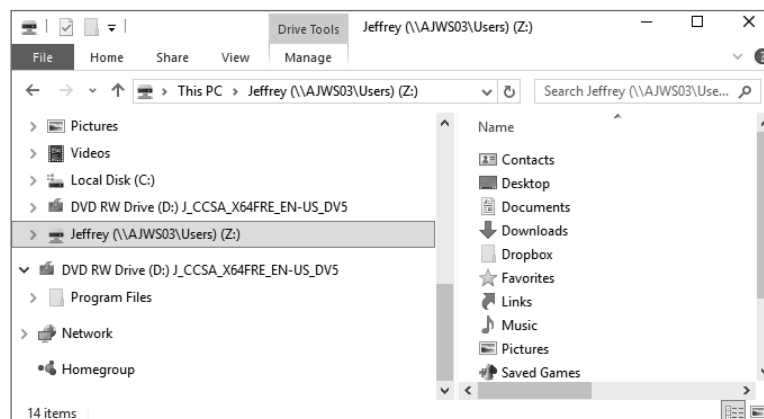 Drive Tools Jeffrey (\\AJWS03\Users) (Z:)
File Home Share View Manage
This PC > Jeffrey (\\AJWS03\Users) (Z:) Search Jeffrey (\\AJWS03\Use...
Pictures
Videos
Local Disk (C:)
DVD RW Drive (D:) J_CCSA_X64FRE_EN-US_DV5
Jeffrey (\\AJWS03\Users) (Z:)
DVD RW Drive (D:) J_CCSA_X64FRE_EN-US_DV5
Program Files
Network
Homegroup
Name
Contacts
Desktop
Documents
Downloads
Dropbox
Favorites
Links
Music
Pictures
Saved Games
14 items